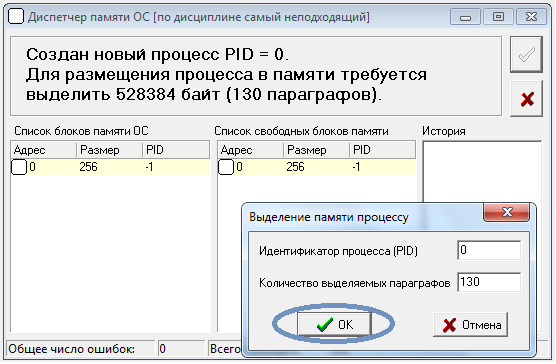 Диспетчер памяти ОС [по дисциплине самый неподходящий]
Создан новый процесс PID = 0.
Для размещения процесса в памяти требуется
выделить 528384 байт (130 параграфов).
Список блоков памяти ОС
Список свободных блоков памяти
История
Адрес Размер PID
Адрес Размер PID
0 256 -1
0 256 -1
Выделение памяти процессу
Идентификатор процесса (PID) 0
Количество выделяемых параграфов 130
OK
Отмена
Общее число ошибок: 0 Всего